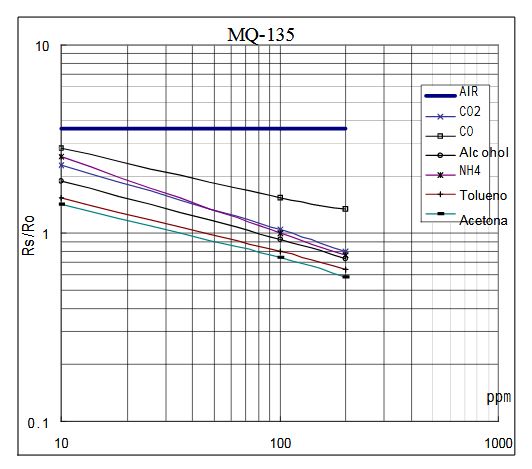 MQ-135
10
AIR
CO2
CO
Alcohol
NH4
Tolueno
Acetona
Rs/Ro
1
ppm
0.1
10
100
1000